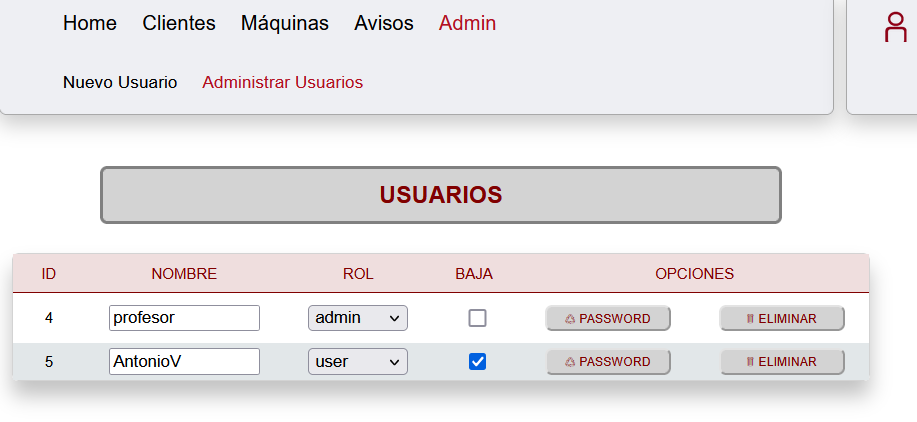 Home Clientes Máquinas Avisos Admin
Nuevo Usuario Administrar Usuarios
USUARIOS
ID NOMBRE ROL BAJA OPCIONES
4 profesor admin PASSWORD ELIMINAR
5 AntonioV user PASSWORD ELIMINAR